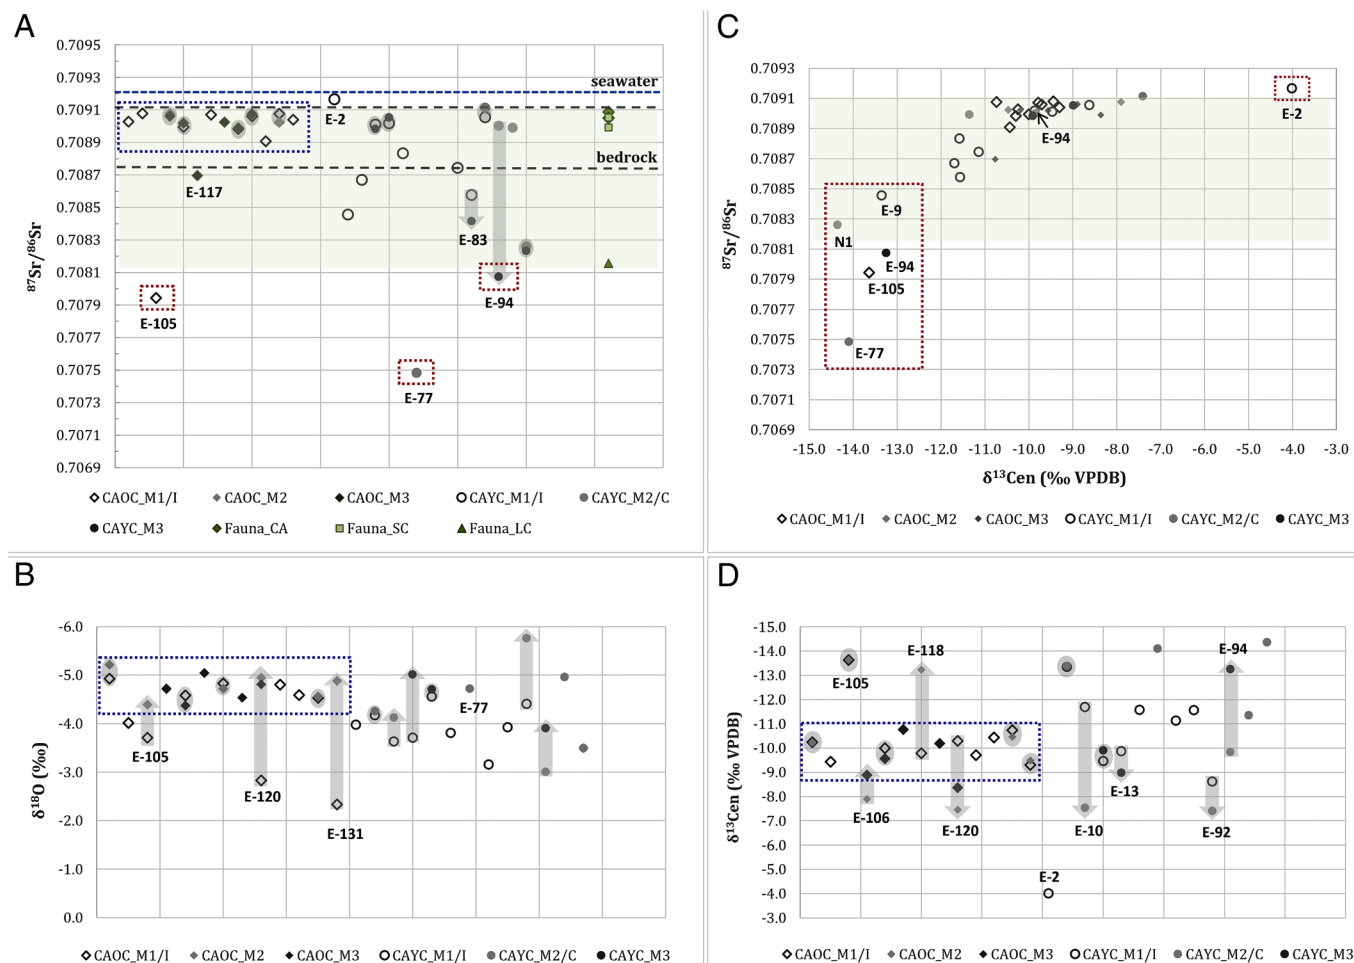 A
0.7095
0.7093
0.7091
0.7089
0.7087
0.7085
0.7083
0.7081
0.7079
0.7077
0.7075
0.7073
0.7071
0.7069
⁸⁷Sr/⁸⁶Sr
seawater
bedrock
E-2
E-117
E-83
E-94
E-105
E-77
CAOC_M1/I CAOC_M2 CAOC_M3 CAYC_M1/I CAYC_M2/C
CAYC_M3 Fauna_CA Fauna_SC Fauna_LC
C
0.7093
0.7091
0.7089
0.7087
0.7085
0.7083
0.7081
0.7079
0.7077
0.7075
0.7073
0.7071
0.7069
⁸⁷Sr/⁸⁶Sr
E-2
E-94
E-9
N1
E-94
E-105
E-77
-15.0 -14.0 -13.0 -12.0 -11.0 -10.0 -9.0 -8.0 -7.0 -6.0 -5.0 -4.0 -3.0
δ¹³Cen (‰ VPDB)
CAOC_M1/I CAOC_M2 CAOC_M3 CAYC_M1/I CAYC_M2/C CAYC_M3
B
-6.0
-5.0
-4.0
-3.0
-2.0
-1.0
0.0
δ¹⁸O (‰)
E-77
E-105
E-120
E-131
CAOC_M1/I CAOC_M2 CAOC_M3 CAYC_M1/I CAYC_M2/C CAYC_M3
D
-15.0
-14.0
-13.0
-12.0
-11.0
-10.0
-9.0
-8.0
-7.0
-6.0
-5.0
-4.0
-3.0
δ¹³Cen (‰ VPDB)
E-118
E-94
E-105
E-13
E-106
E-120
E-10
E-92
E-2
CAOC_M1/I CAOC_M2 CAOC_M3 CAYC_M1/I CAYC_M2/C CAYC_M3